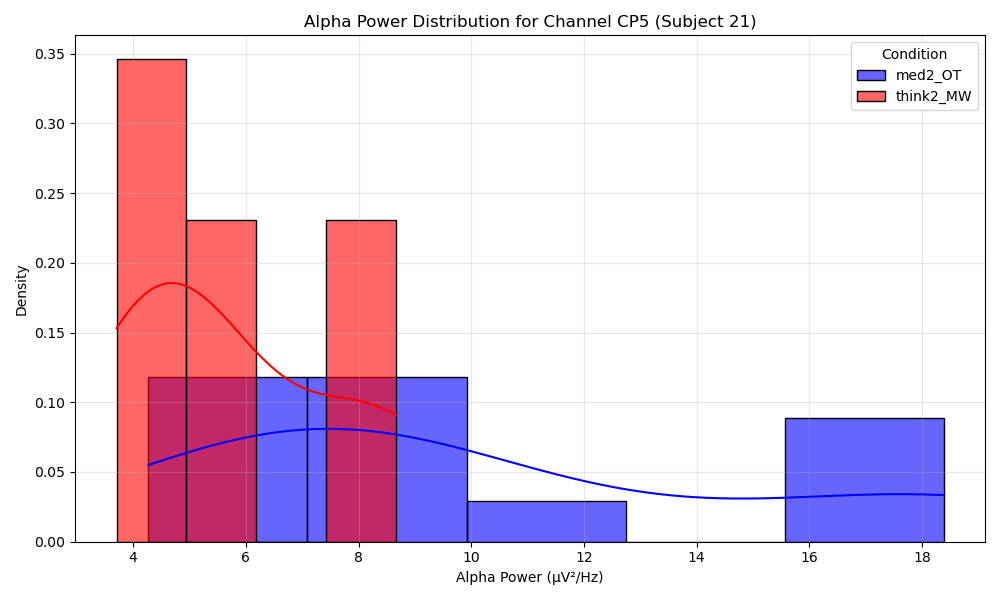 Alpha Power Distribution for Channel CP5 (Subject 21)
Condition
med2_OT
think2_MW
0.35
0.30
0.25
0.20
0.15
0.10
0.05
0.00
Density
4 6 8 10 12 14 16 18
Alpha Power (μV²/Hz)